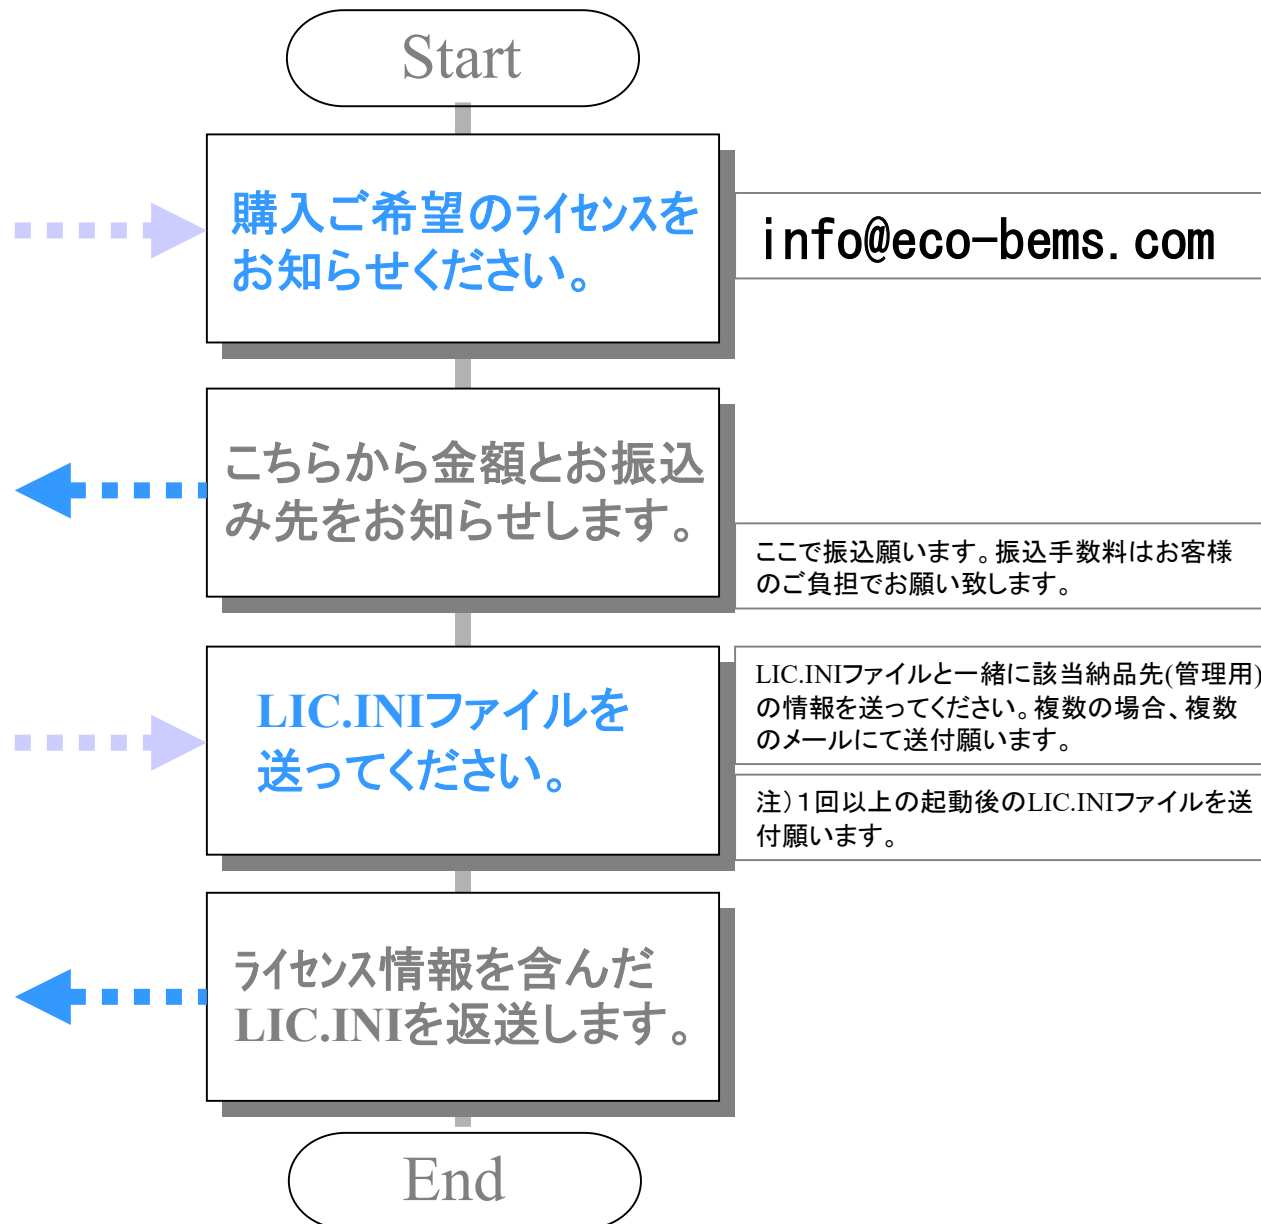 Start
購入ご希望のライセンスを
お知らせください。
info@eco-bems.com
こちらから金額とお振込
み先をお知らせします。
ここで振込願います。振込手数料はお客様
のご負担でお願い致します。
LIC.INIファイルを
送ってください。
LIC.INIファイルと一緒に該当納品先(管理用)
の情報を送ってください。複数の場合、複数
のメールにて送付願います。
注)１回以上の起動後のLIC.INIファイルを送
付願います。
ライセンス情報を含んだ
LIC.INIを返送します。
End